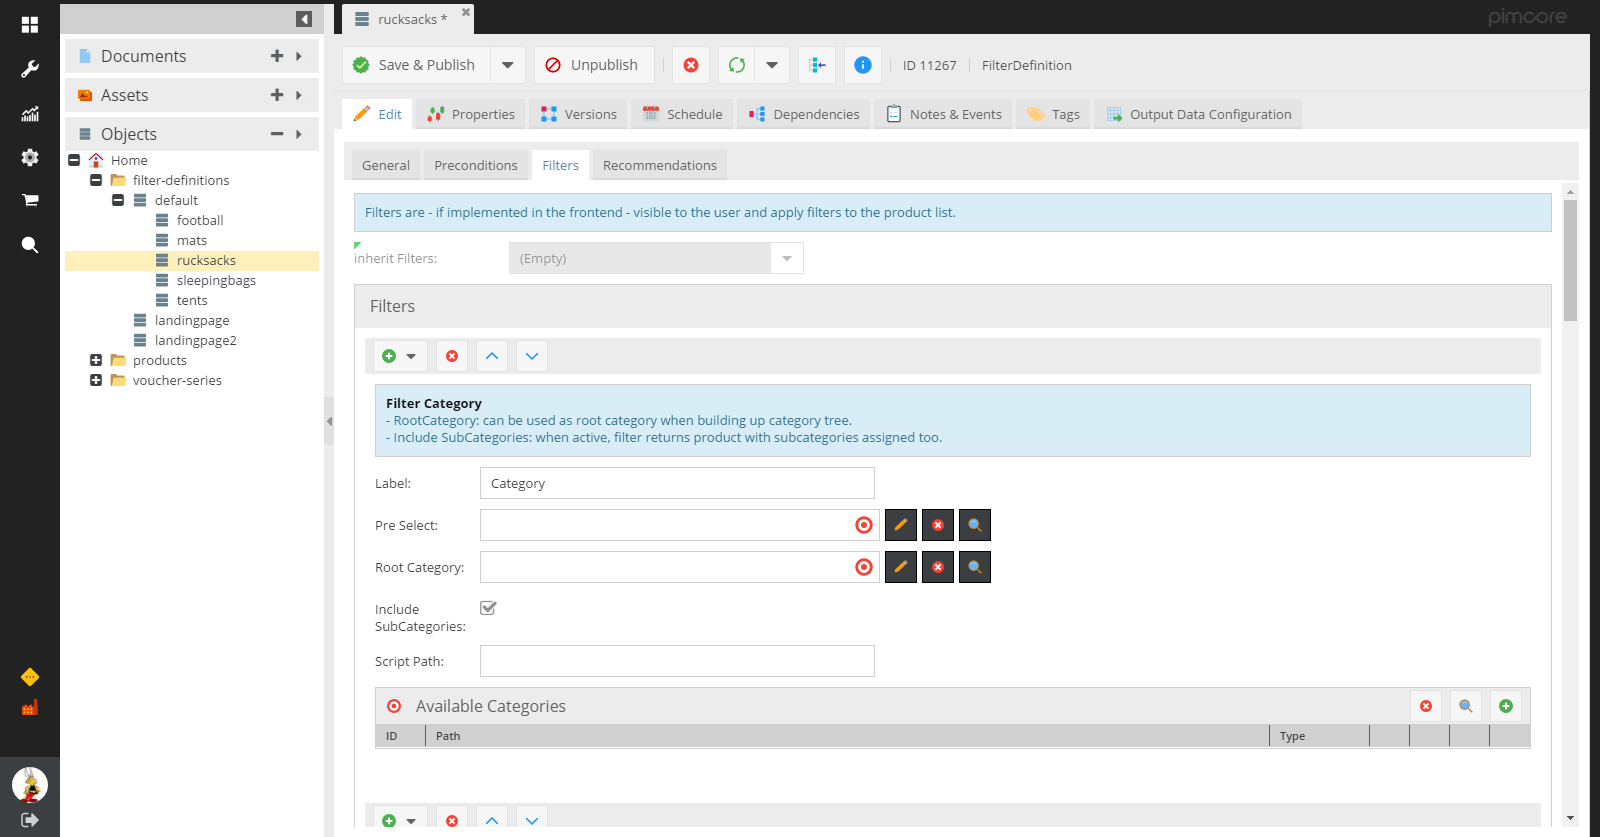 rucksacks *
pimcore
Documents
Assets
Objects
Home
filter-definitions
default
football
mats
rucksacks
sleepingbags
tents
landingpage
landingpage2
products
voucher-series
Save & Publish
Unpublish
ID 11267
FilterDefinition
Edit
Properties
Versions
Schedule
Dependencies
Notes & Events
Tags
Output Data Configuration
General
Preconditions
Filters
Recommendations
Filters are - if implemented in the frontend - visible to the user and apply filters to the product list.
inherit Filters:
(Empty)
Filters
Filter Category
- RootCategory: can be used as root category when building up category tree.
- Include SubCategories: when active, filter returns product with subcategories assigned too.
Label:
Category
Pre Select:
Root Category:
Include
SubCategories:
Script Path:
Available Categories
ID
Path
Type